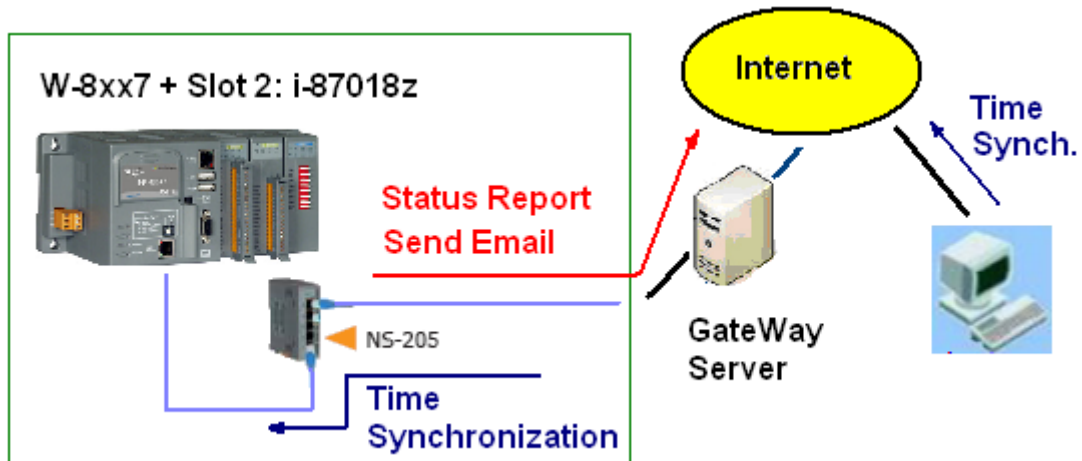 W-8xx7 + Slot 2: i-87018z
Internet
Time
Synch.
Status Report
Send Email
NS-205
GateWay
Server
Time
Synchronization